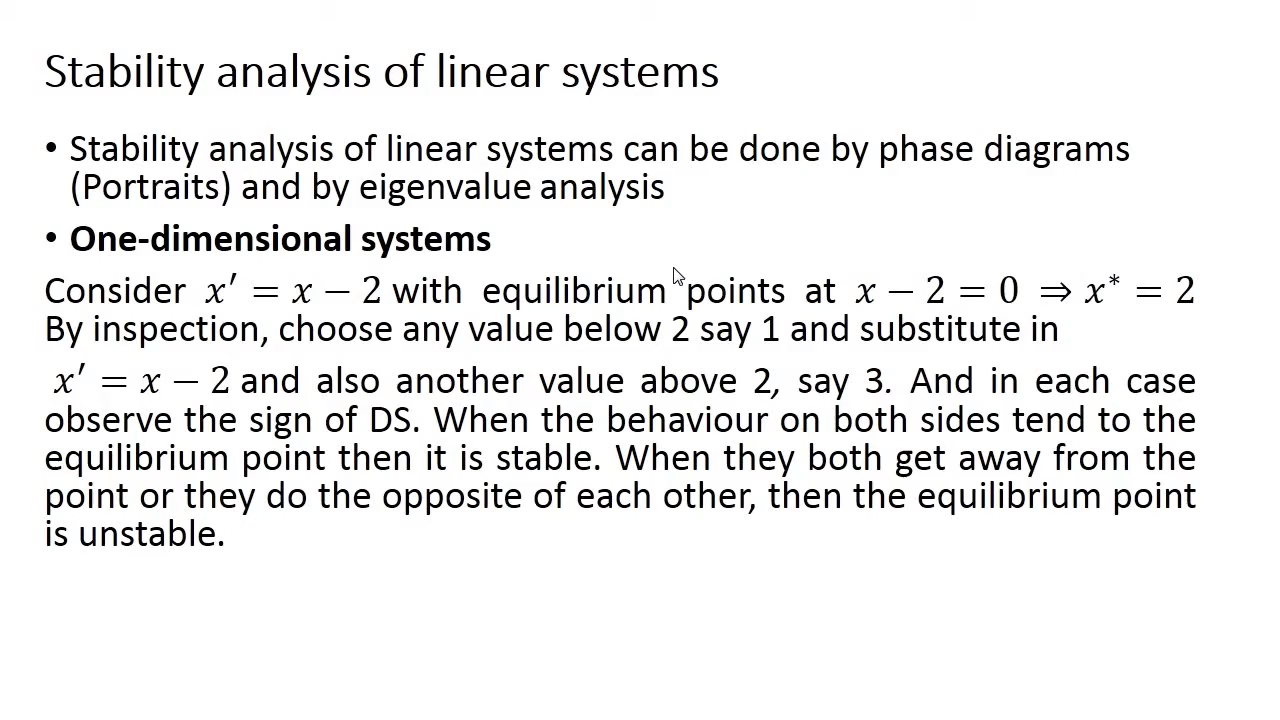 Stability analysis of linear systems
• Stability analysis of linear systems can be done by phase diagrams
(Portraits) and by eigenvalue analysis
• One-dimensional systems
Consider x′ = x − 2 with equilibrium points at x − 2 = 0 ⇒ x* = 2
By inspection, choose any value below 2 say 1 and substitute in
x′ = x − 2 and also another value above 2, say 3. And in each case
observe the sign of DS. When the behaviour on both sides tend to the
equilibrium point then it is stable. When they both get away from the
point or they do the opposite of each other, then the equilibrium point
is unstable.